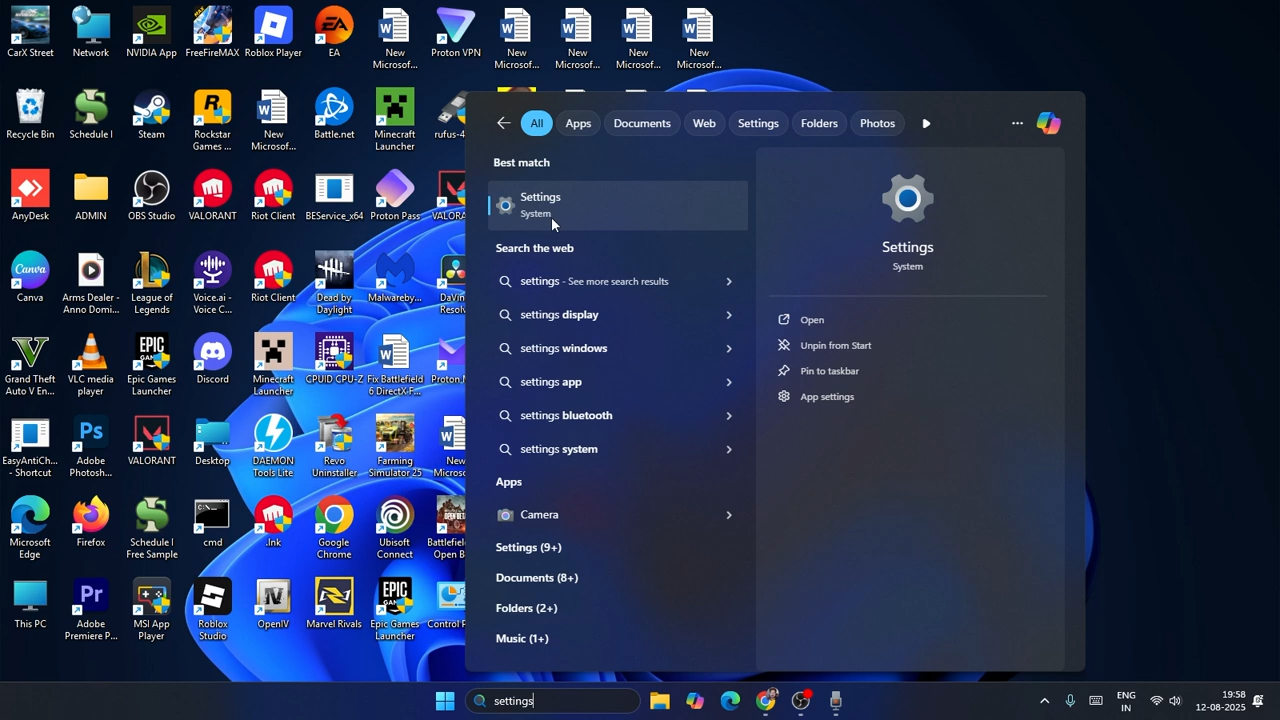 CarX Street
Network
NVIDIA App
FreeFireMAX
Roblox Player
EA
New
Microsof...
Proton VPN
New
Microsof...
New
Microsof...
New
Microsof...
New
Microsof...
Recycle Bin
Schedule I
Steam
Rockstar
Games ...
New
Microsof...
Battle.net
Minecraft
Launcher
rufus-4
AnyDesk
ADMIN
OBS Studio
VALORANT
Riot Client
BEService_x64
Proton Pass
VALOR
Canva
Arms Dealer -
Anno Domi...
League of
Legends
Voice.ai -
Voice C...
Riot Client
Dead by
Daylight
Malwareby...
DaVin
Resolv
Grand Theft
Auto V En...
VLC media
player
Epic Games
Launcher
Discord
Minecraft
Launcher
CPUID CPU-Z
Fix Battlefield
6 DirectX F...
Proton
EasyAntiCh...
- Shortcut
Adobe
Photosh...
VALORANT
Desktop
DAEMON
Tools Lite
Revo
Uninstaller
Farming
Simulator 25
New
Microso
Microsoft
Edge
Firefox
Schedule I
Free Sample
cmd
.lnk
Google
Chrome
Ubisoft
Connect
Battlefiel
Open B
This PC
Adobe
Premiere P...
MSI App
Player
Roblox
Studio
OpenIV
Marvel Rivals
Epic Games
Launcher
Control P
All
Apps
Documents
Web
Settings
Folders
Photos
Best match
Settings
System
Search the web
settings - See more search results
settings display
settings windows
settings app
settings bluetooth
settings system
Apps
Camera
Settings (9+)
Documents (8+)
Folders (2+)
Music (1+)
Settings
System
Open
Unpin from Start
Pin to taskbar
App settings
settings
ENG
IN
19:58
12-08-2025